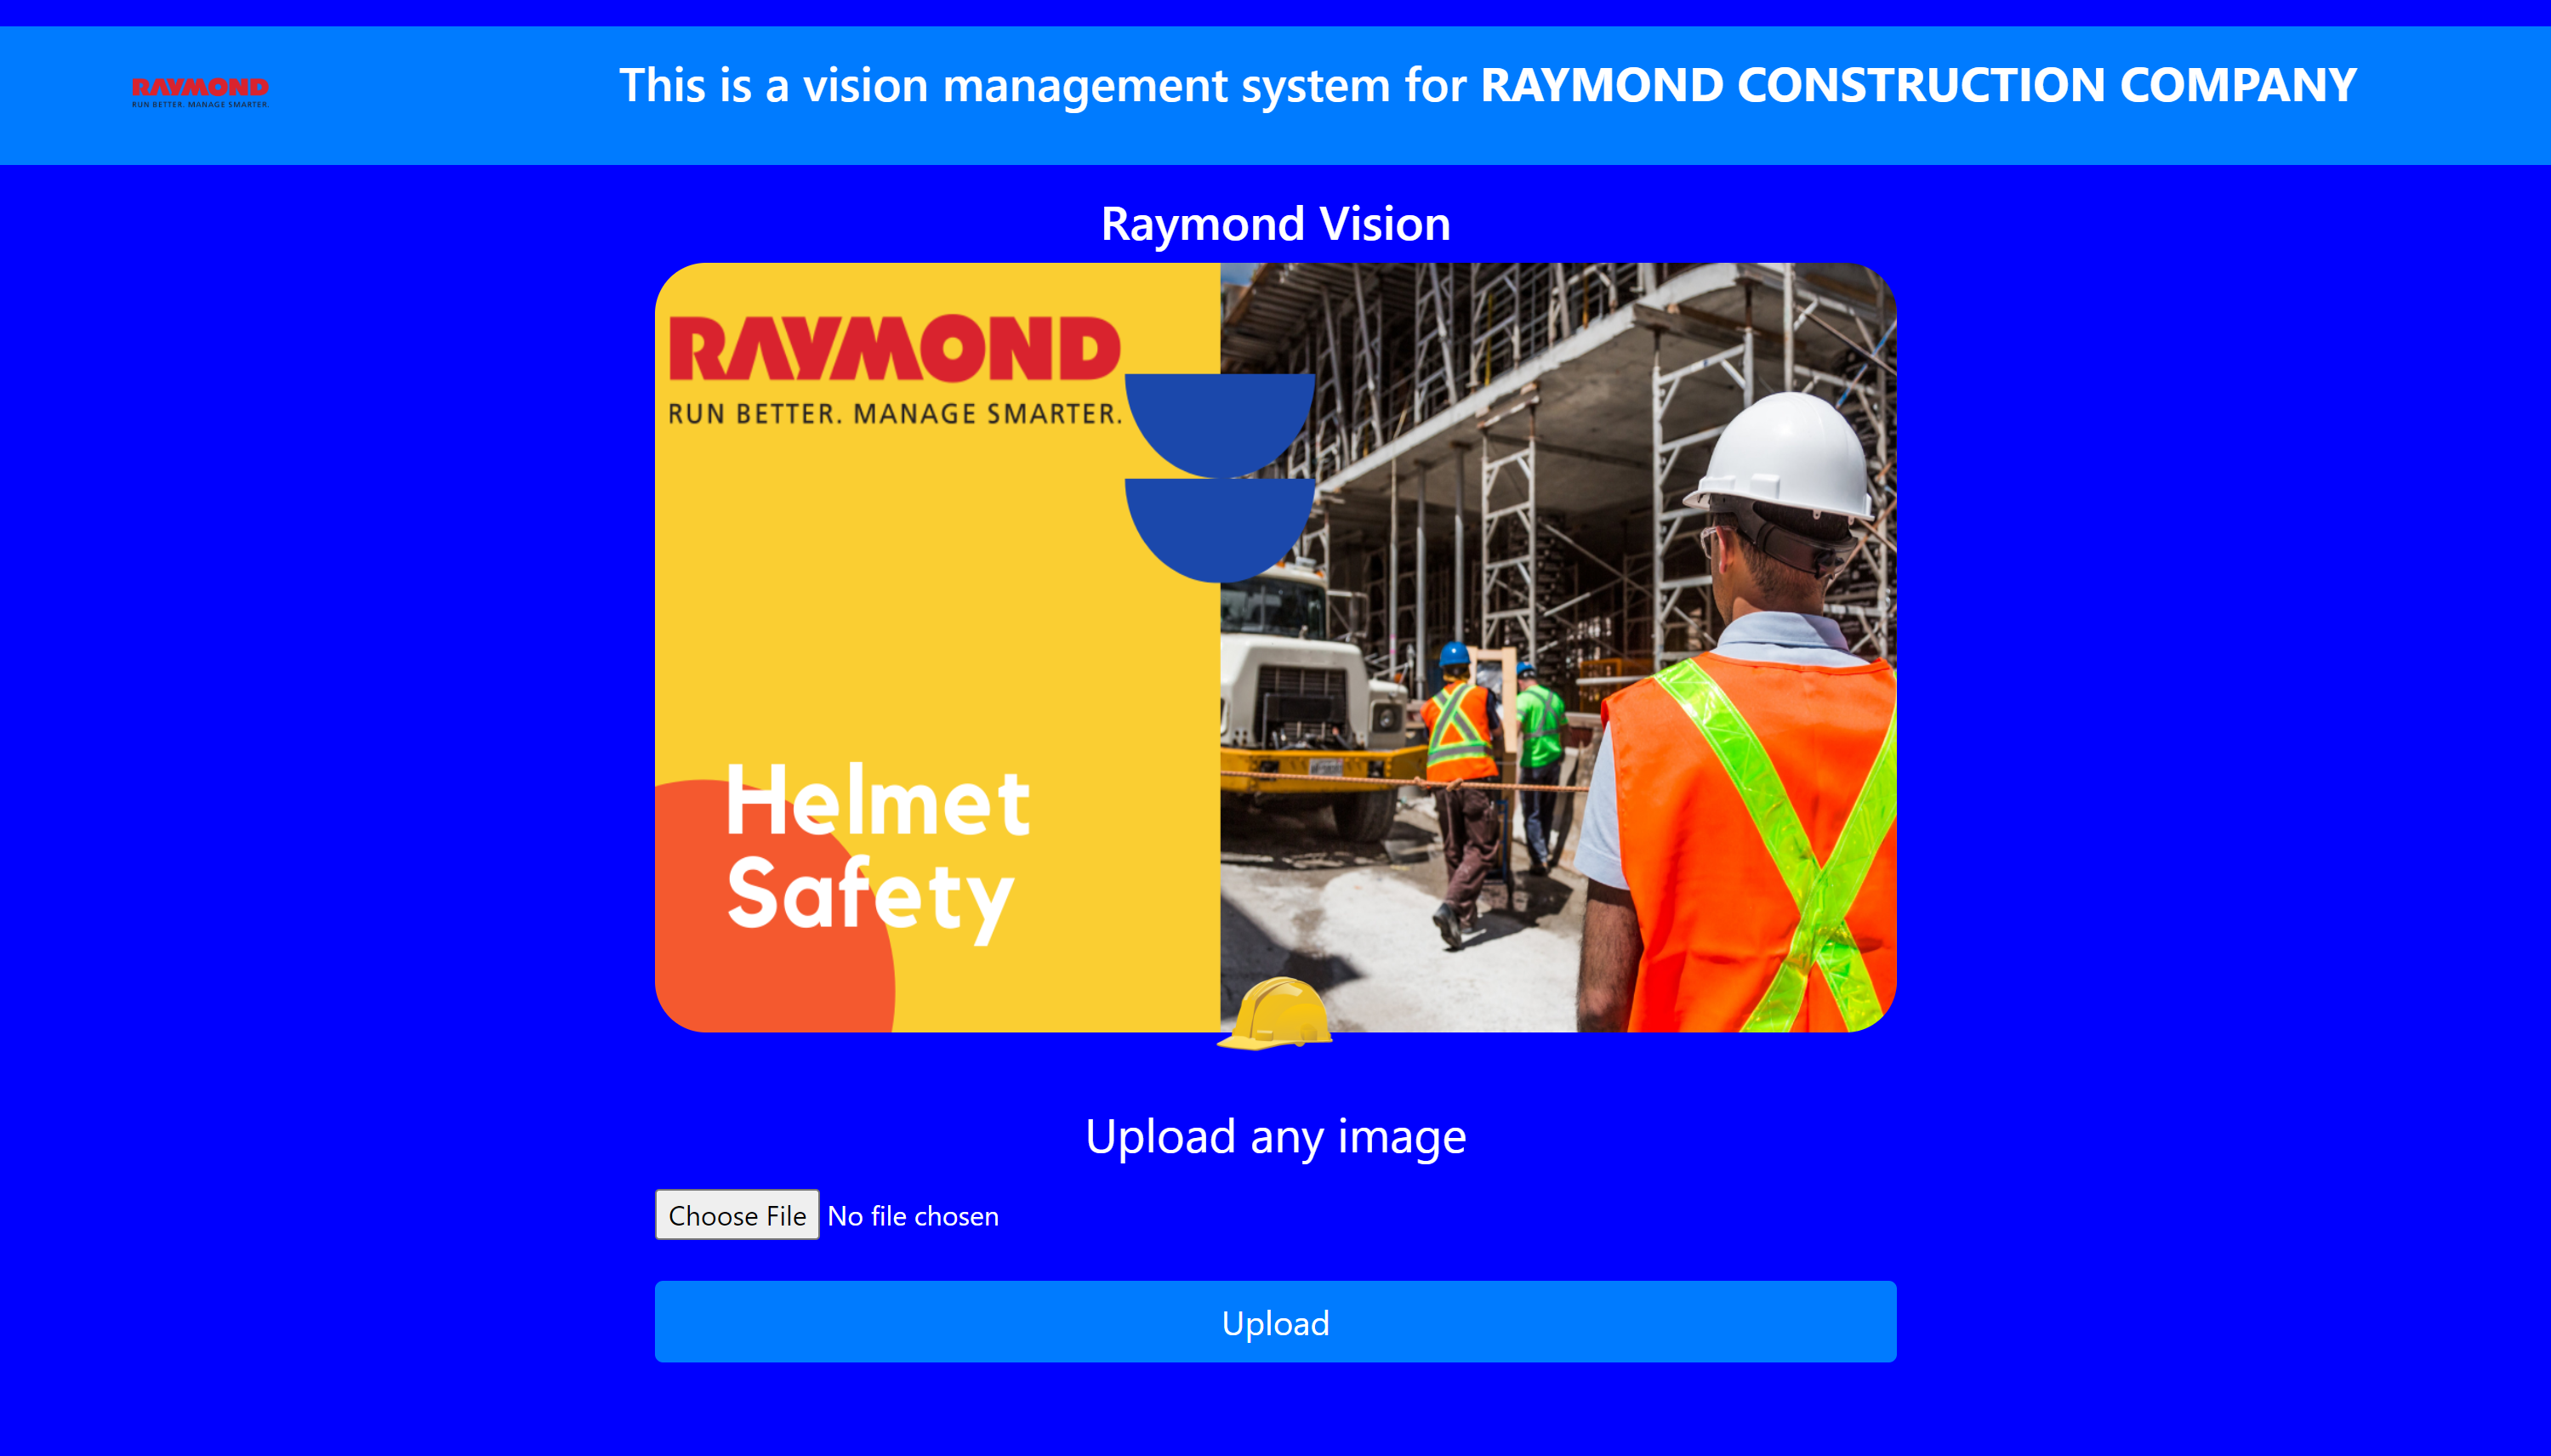 RAYMOND
RUN BETTER. MANAGE SMARTER.
This is a vision management system for RAYMOND CONSTRUCTION COMPANY
Raymond Vision
RAYMOND
RUN BETTER. MANAGE SMARTER.
Helmet
Safety
Upload any image
Choose File No file chosen
Upload